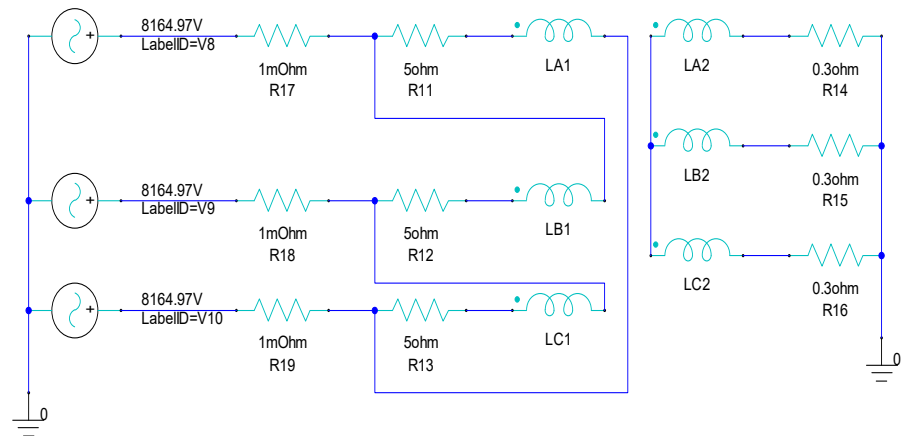 8164.97V
LabelID=V8
1mOhm
R17
5ohm
R11
LA1
LA2
0.3ohm
R14
8164.97V
LabelID=V9
1mOhm
R18
5ohm
R12
LB1
LB2
0.3ohm
R15
8164.97V
LabelID=V10
1mOhm
R19
5ohm
R13
LC1
LC2
0.3ohm
R16
0
0